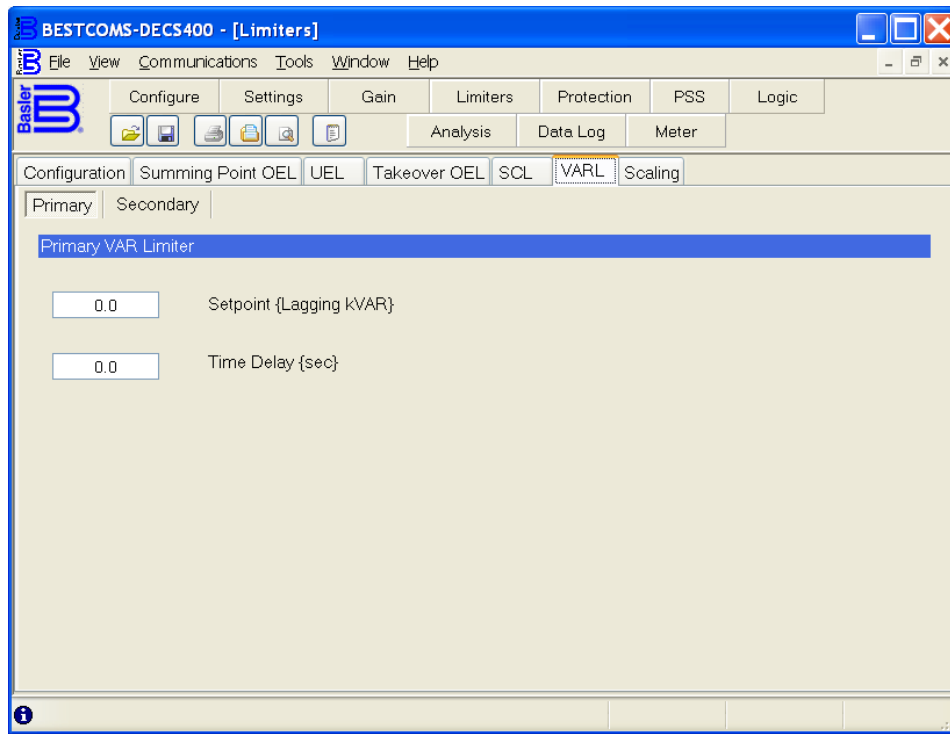 BESTCOMS-DECS400 - [Limiters]
File View Communications Tools Window Help
Basler
Configure Settings Gain Limiters Protection PSS Logic
Analysis Data Log Meter
Configuration Summing Point OEL UEL Takeover OEL SCL VARL Scaling
Primary Secondary
Primary VAR Limiter
0.0 Setpoint {Lagging kVAR}
0.0 Time Delay {sec}